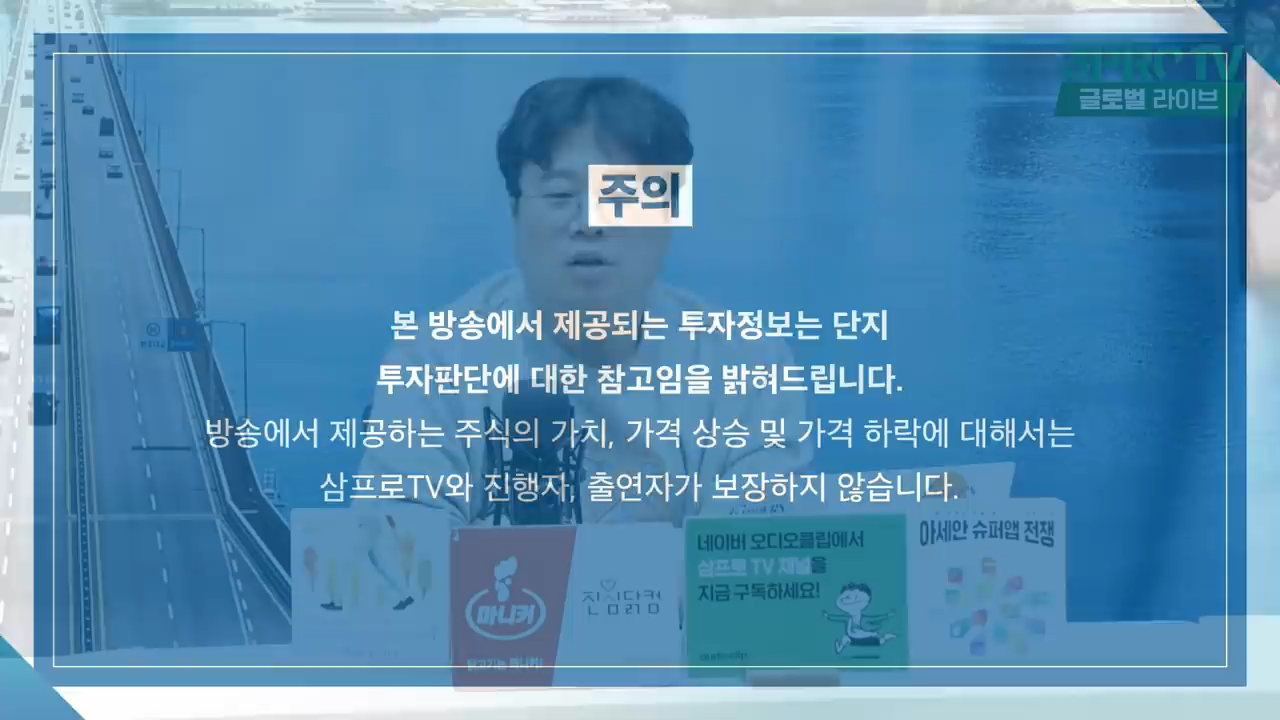 글로벌 라이브
주의
본 방송에서 제공되는 투자정보는 단지
투자판단에 대한 참고임을 밝혀드립니다.
방송에서 제공하는 주식의 가치, 가격 상승 및 가격 하락에 대해서는
삼프로TV와 진행자, 출연자가 보장하지 않습니다.
마니커
진심닭컴
네이버 오디오클립에서
삼프로 TV 채널을
지금 구독하세요!
아세안 슈퍼앱 전쟁